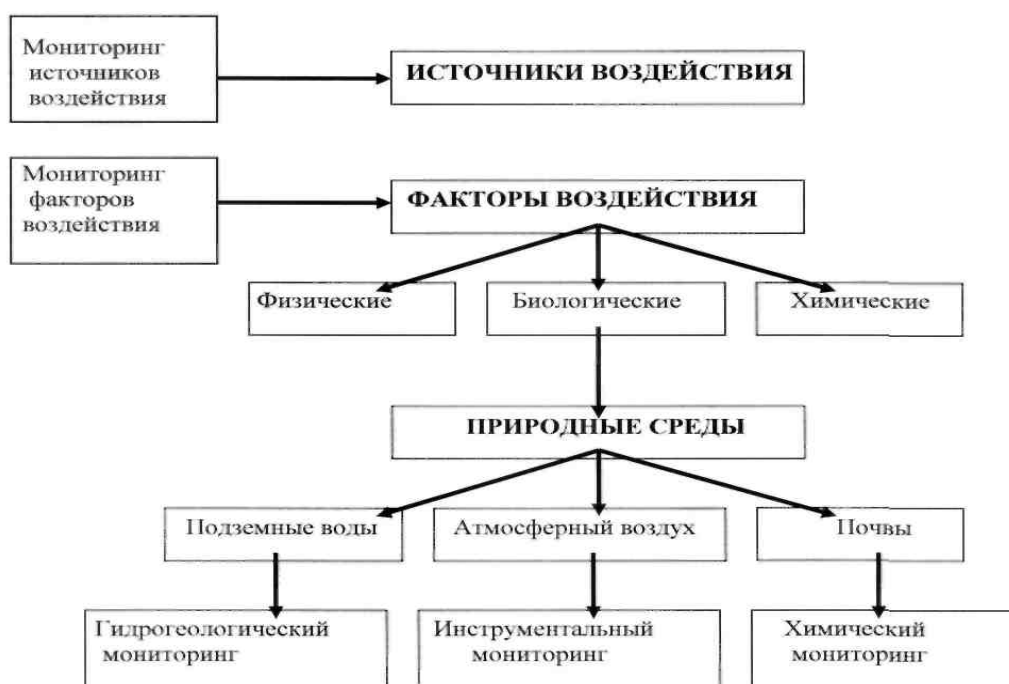 Мониторинг
источников
воздействия
ИСТОЧНИКИ ВОЗДЕЙСТВИЯ
Мониторинг
факторов
воздействия
ФАКТОРЫ ВОЗДЕЙСТВИЯ
Физические
Биологические
Химические
ПРИРОДНЫЕ СРЕДЫ
Подземные воды
Атмосферный воздух
Почвы
Гидрогеологический
мониторинг
Инструментальный
мониторинг
Химический
мониторинг